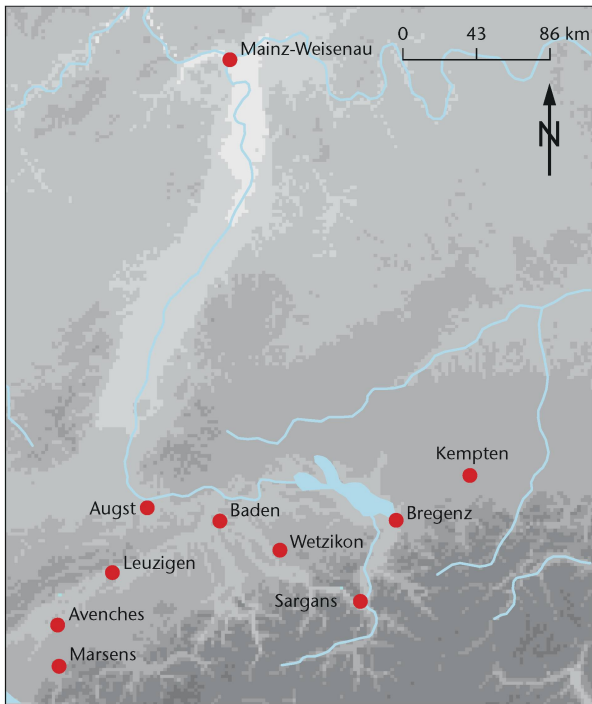 Mainz-Weisenau
0 43 86 km
N
Kempten
Augst
Baden
Bregenz
Wetzikon
Leuzigen
Sargans
Avenches
Marsens